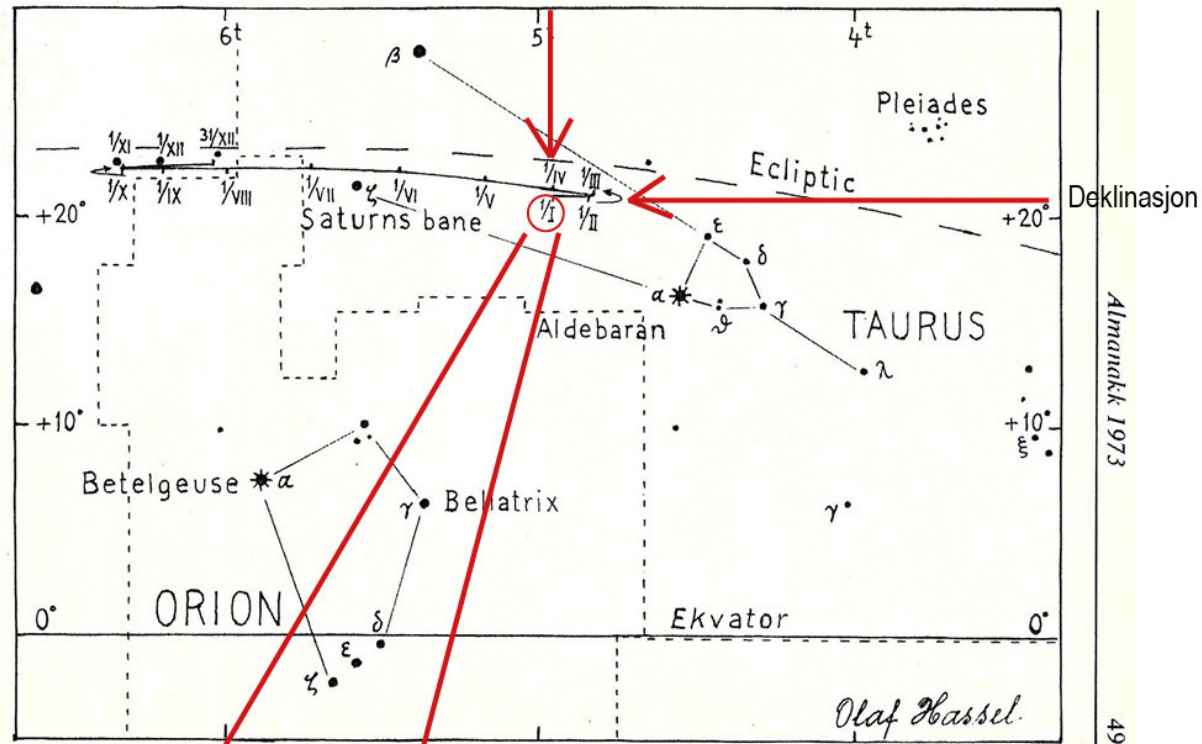 6ᵗ 5ᵗ 4ᵗ
β
Pleiades
1/XI 1/XII 31/XII.
Ecliptic
1/X 1/IX 1/VIII 1/VII ζ 1/VI 1/V 1/IV 1/III
1/I 1/II
Deklinasjon
+20° Saturns bane +20°
ε
δ
α ϑ γ
Aldebaran TAURUS
λ
+10° +10°
ξ
Betelgeuse α
γ Bellatrix
γ
ORION
0° Ekvator 0°
δ
ε
ζ
Olaf Hassel.
Almanakk 1973
49